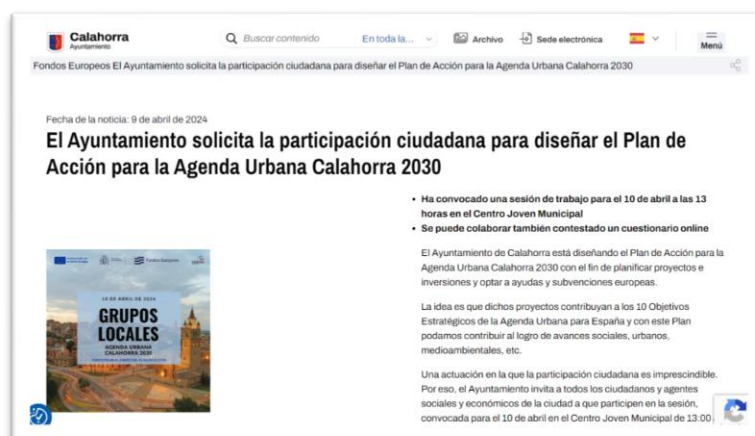 Calahorra
Ayuntamiento
Buscar contenido
En toda la...
Archivo
Sede electrónica
Menú
Fondos Europeos El Ayuntamiento solicita la participación ciudadana para diseñar el Plan de Acción para la Agenda Urbana Calahorra 2030
Fecha de la noticia: 9 de abril de 2024
El Ayuntamiento solicita la participación ciudadana para diseñar el Plan de
Acción para la Agenda Urbana Calahorra 2030
• Ha convocado una sesión de trabajo para el 10 de abril a las 13
horas en el Centro Joven Municipal
• Se puede colaborar también contestado un cuestionario online
El Ayuntamiento de Calahorra está diseñando el Plan de Acción para la
Agenda Urbana Calahorra 2030 con el fin de planificar proyectos e
inversiones y optar a ayudas y subvenciones europeas.
La idea es que dichos proyectos contribuyan a los 10 Objetivos
Estratégicos de la Agenda Urbana para España y con este Plan
podamos contribuir al logro de avances sociales, urbanos,
medioambientales, etc.
Una actuación en la que la participación ciudadana es imprescindible.
Por eso, el Ayuntamiento invita a todos los ciudadanos y agentes
sociales y económicos de la ciudad a que participen en la sesión,
convocada para el 10 de abril en el Centro Joven Municipal de 13:00
Fondos Europeos
10 DE ABRIL DE 2024
GRUPOS
LOCALES
AGENDA URBANA
CALAHORRA 2030